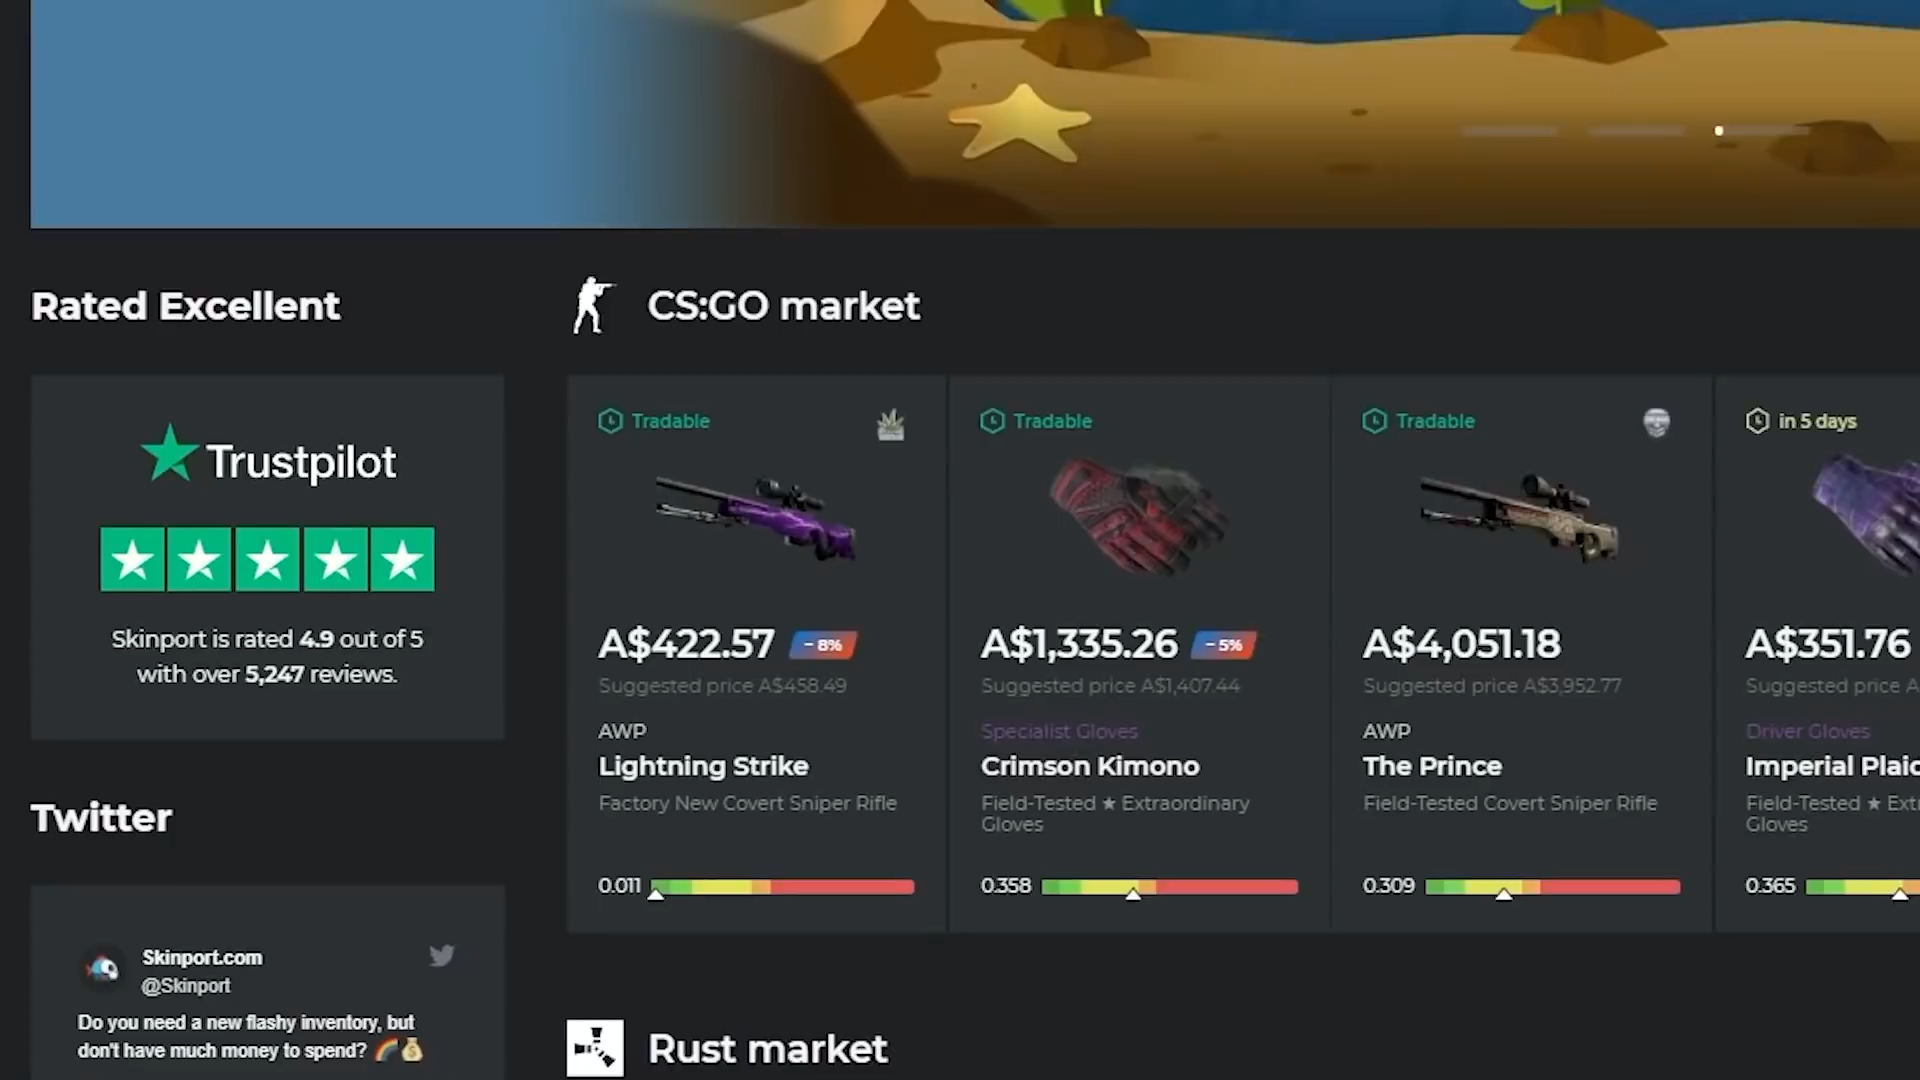 Rated Excellent
Trustpilot
Skinport is rated 4.9 out of 5
with over 5,247 reviews.
Twitter
Skinport.com
@Skinport
Do you need a new flashy inventory, but
don't have much money to spend? 🌈💰
CS:GO market
Tradable
A$422.57 - 8%
Suggested price A$458.49
AWP
Lightning Strike
Factory New Covert Sniper Rifle
0.011
Tradable
A$1,335.26 - 5%
Suggested price A$1,407.44
Specialist Gloves
Crimson Kimono
Field-Tested ★ Extraordinary
Gloves
0.358
Tradable
A$4,051.18
Suggested price A$3,952.77
AWP
The Prince
Field-Tested Covert Sniper Rifle
0.309
in 5 days
A$351.76
Suggested price
Driver Gloves
Imperial
Field-Tested ★
Gloves
0.365
Rust market